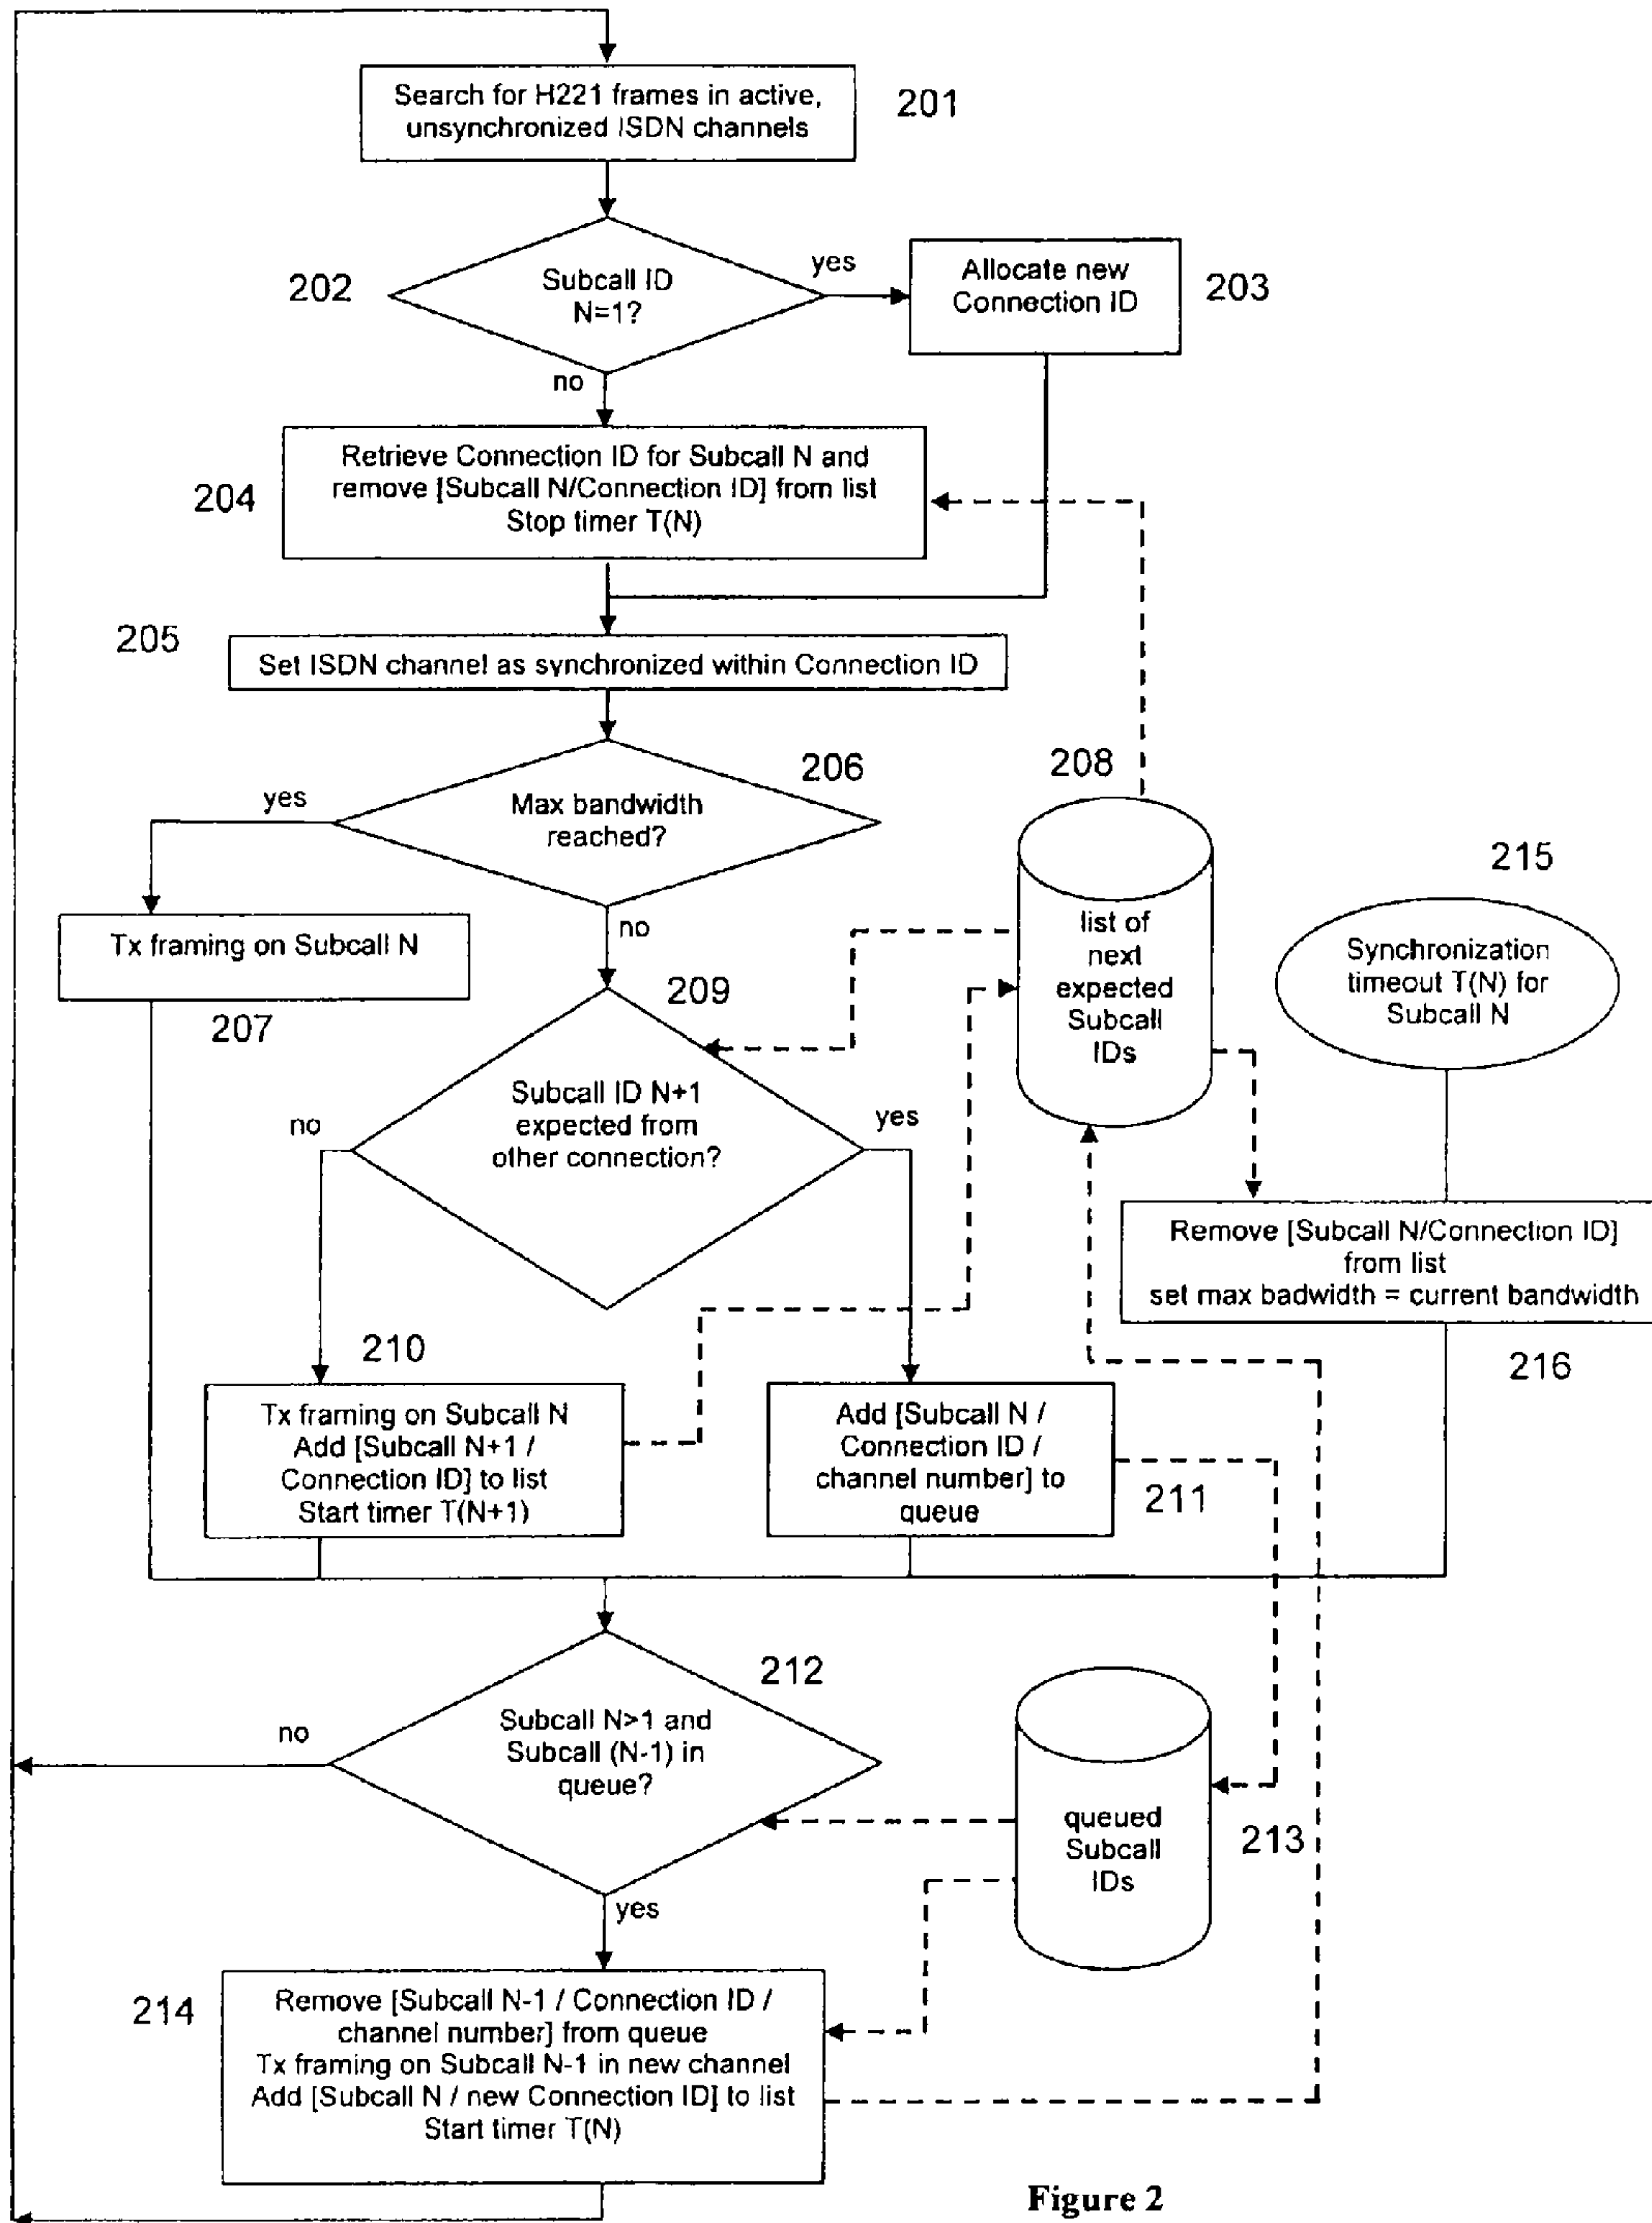 Search for H221 frames in active,
unsynchronized ISDN channels
201
202
Subcall ID
N=1?
yes
no
Allocate new
Connection ID
203
204
Retrieve Connection ID for Subcall N and
remove [Subcall N/Connection ID] from list
Stop timer T(N)
205
Set ISDN channel as synchronized within Connection ID
206
Max bandwidth
reached?
yes
no
Tx framing on Subcall N
207
208
list of
next
expected
Subcall
IDs
215
Synchronization
timeout T(N) for
Subcall N
209
Subcall ID N+1
expected from
other connection?
no
yes
Remove [Subcall N/Connection ID]
from list
set max badwidth = current bandwidth
216
210
Tx framing on Subcall N
Add [Subcall N+1 /
Connection ID] to list
Start timer T(N+1)
Add [Subcall N /
Connection ID /
channel number] to
queue
211
212
Subcall N>1 and
Subcall (N-1) in
queue?
no
yes
queued
Subcall
IDs
213
214
Remove [Subcall N-1 / Connection ID /
channel number] from queue
Tx framing on Subcall N-1 in new channel
Add [Subcall N / new Connection ID] to list
Start timer T(N)
Figure 2